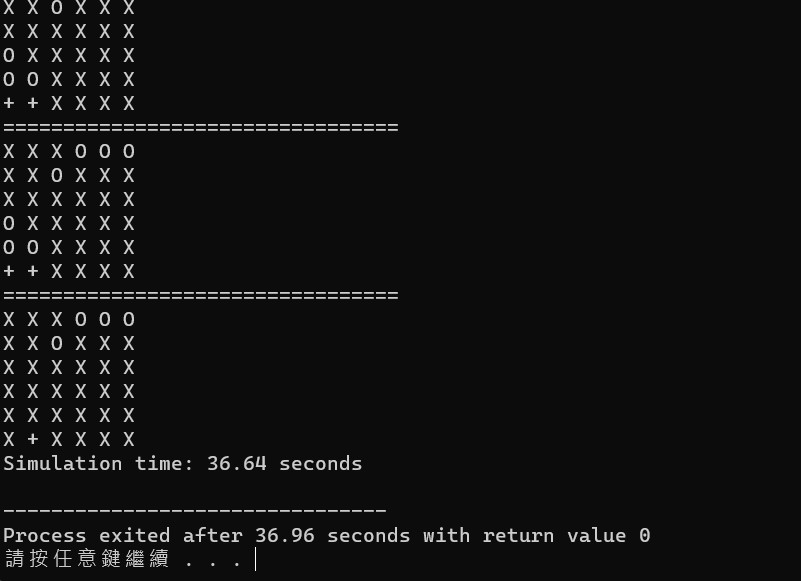 X X O X X X
X X X X X X
O X X X X X
O O X X X X
+ + X X X X
=================================
X X X O O O
X X O X X X
X X X X X X
O X X X X X
O O X X X X
+ + X X X X
=================================
X X X O O O
X X O X X X
X X X X X X
X X X X X X
X X X X X X
X + X X X X
Simulation time: 36.64 seconds
--------------------------------
Process exited after 36.96 seconds with return value 0
請按任意鍵繼續 . . .